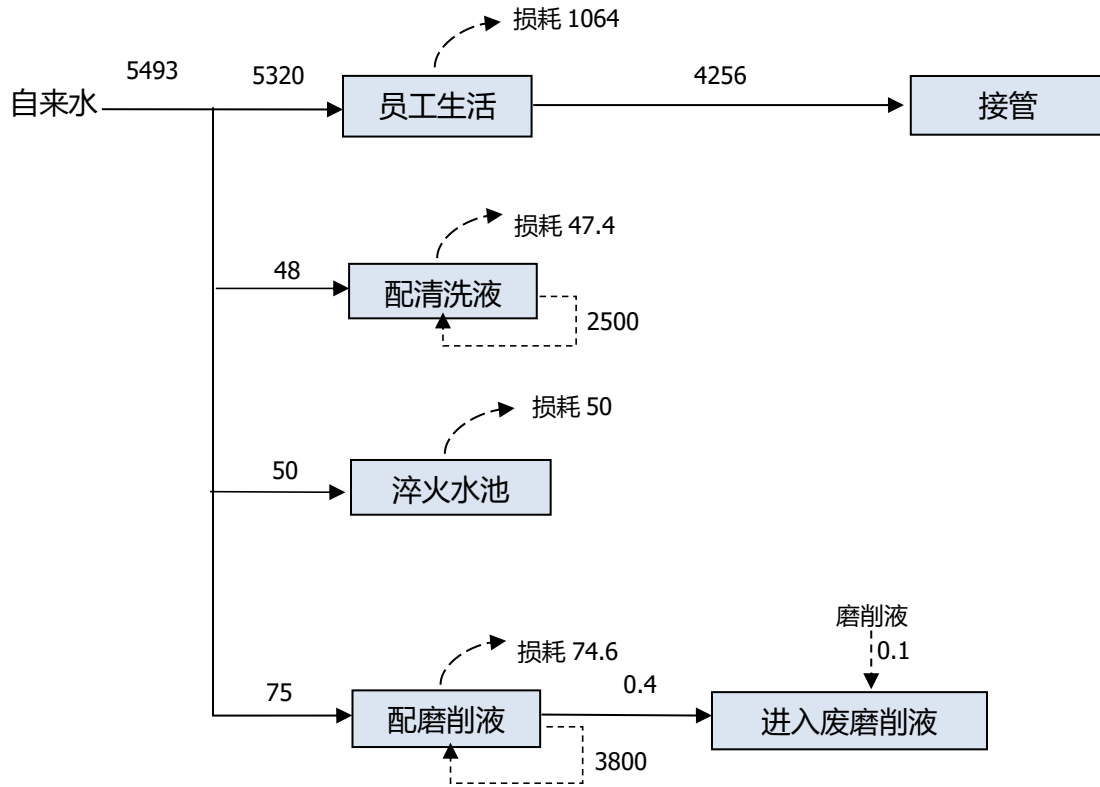 损耗 1064
5493
5320
4256
自来水
员工生活
接管
损耗 47.4
48
配清洗液
2500
损耗 50
50
淬火水池
磨削液
损耗 74.6
0.1
75
0.4
配磨削液
进入废磨削液
3800